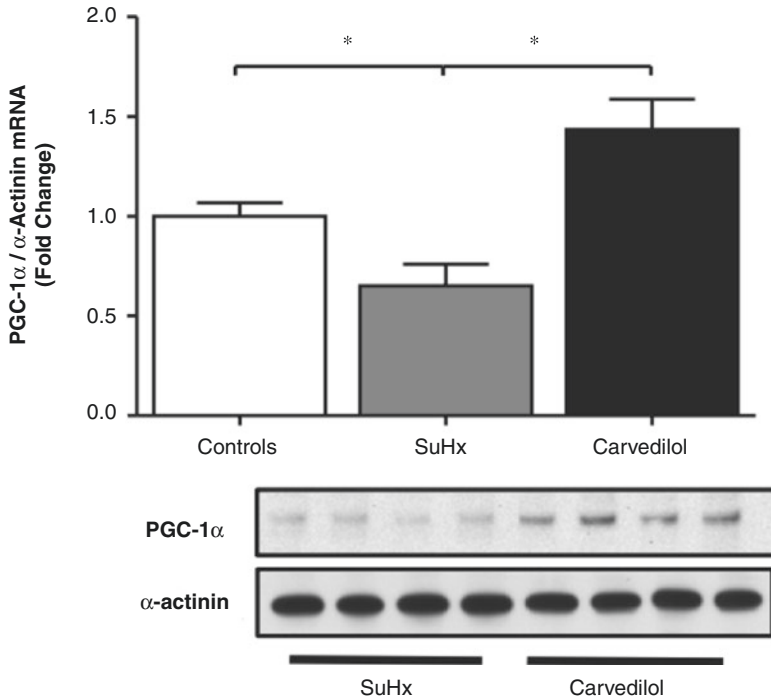 PGC-1α / α-Actinin mRNA
(Fold Change)
2.0
1.5
1.0
0.5
0.0
* *
Controls SuHx Carvedilol
PGC-1α
α-actinin
SuHx Carvedilol